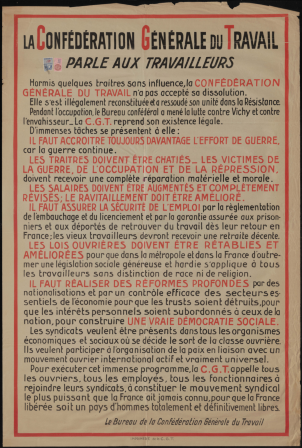 LA CONFÉDÉRATION GÉNÉRALE DU TRAVAIL
PARLE AUX TRAVAILLEURS
Hormis quelques traîtres sans influence, la CONFÉDÉRATION
GÉNÉRALE DU TRAVAIL n'a pas accepté sa dissolution.
Elle s'est illégalement reconstituée et a ressoudé son unité dans la Résistance.
Pendant l'occupation, le Bureau confédéral a mené la lutte contre Vichy et contre
l'envahisseur... La C.G.T. reprend son existence légale.
D'immenses tâches se présentent à elle :
IL FAUT ACCROÎTRE TOUJOURS DAVANTAGE L'EFFORT DE GUERRE,
car la guerre continue.
LES TRAITRES DOIVENT ÊTRE CHATIÉS... LES VICTIMES DE
LA GUERRE, DE L'OCCUPATION ET DE LA RÉPRESSION,
doivent recevoir une complète réparation matérielle et morale.
LES SALAIRES DOIVENT ÊTRE AUGMENTÉS ET COMPLÈTEMENT
REVISÉS; LE RAVITAILLEMENT DOIT ÊTRE AMÉLIORÉ.
IL FAUT ASSURER LA SÉCURITÉ DE L'EMPLOI par la règlementation
de l'embauchage et du licenciement et par la garantie assurée aux prison-
niers et aux déportés de retrouver du travail dès leur retour en
France; les vieux travailleurs devront recevoir une retraite décente.
LES LOIS OUVRIÈRES DOIVENT ÊTRE RÉTABLIES ET
AMÉLIORÉES pour que dans la métropole et dans la France d'outre-
mer une législation sociale généreuse et hardie s'applique à tous
les travailleurs sans distinction de race ni de religion.
IL FAUT RÉALISER DES RÉFORMES PROFONDES par des
nationalisations et par un contrôle efficace des secteurs es-
sentiels de l'économie pour que les trusts soient détruits, pour
que les intérêts personnels soient subordonnés à ceux de la
nation, pour construire UNE VRAIE DÉMOCRATIE SOCIALE.
Les syndicats veulent être présents dans tous les organismes
économiques et sociaux où se décide le sort de la classe ouvrière.
Ils veulent participer à l'organisation de la paix en liaison avec un
mouvement ouvrier international actif et vraiment universel.
Pour exécuter cet immense programme, la C.G.T. appelle tous
les ouvriers, tous les employés, tous les fonctionnaires à
rejoindre leurs syndicats, à constituer le mouvement syndical
le plus puissant que la France ait jamais connu, pour que la France
libérée soit un pays d'hommes totalement et définitivement libres.
Le Bureau de la Confédération Générale du Travail